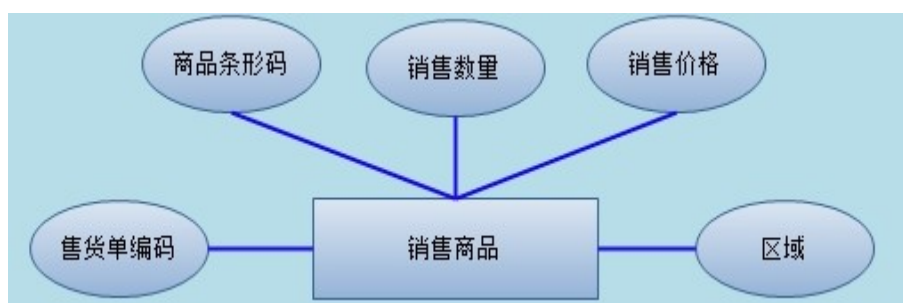 商品条形码
销售数量
销售价格
售货单编码
销售商品
区域